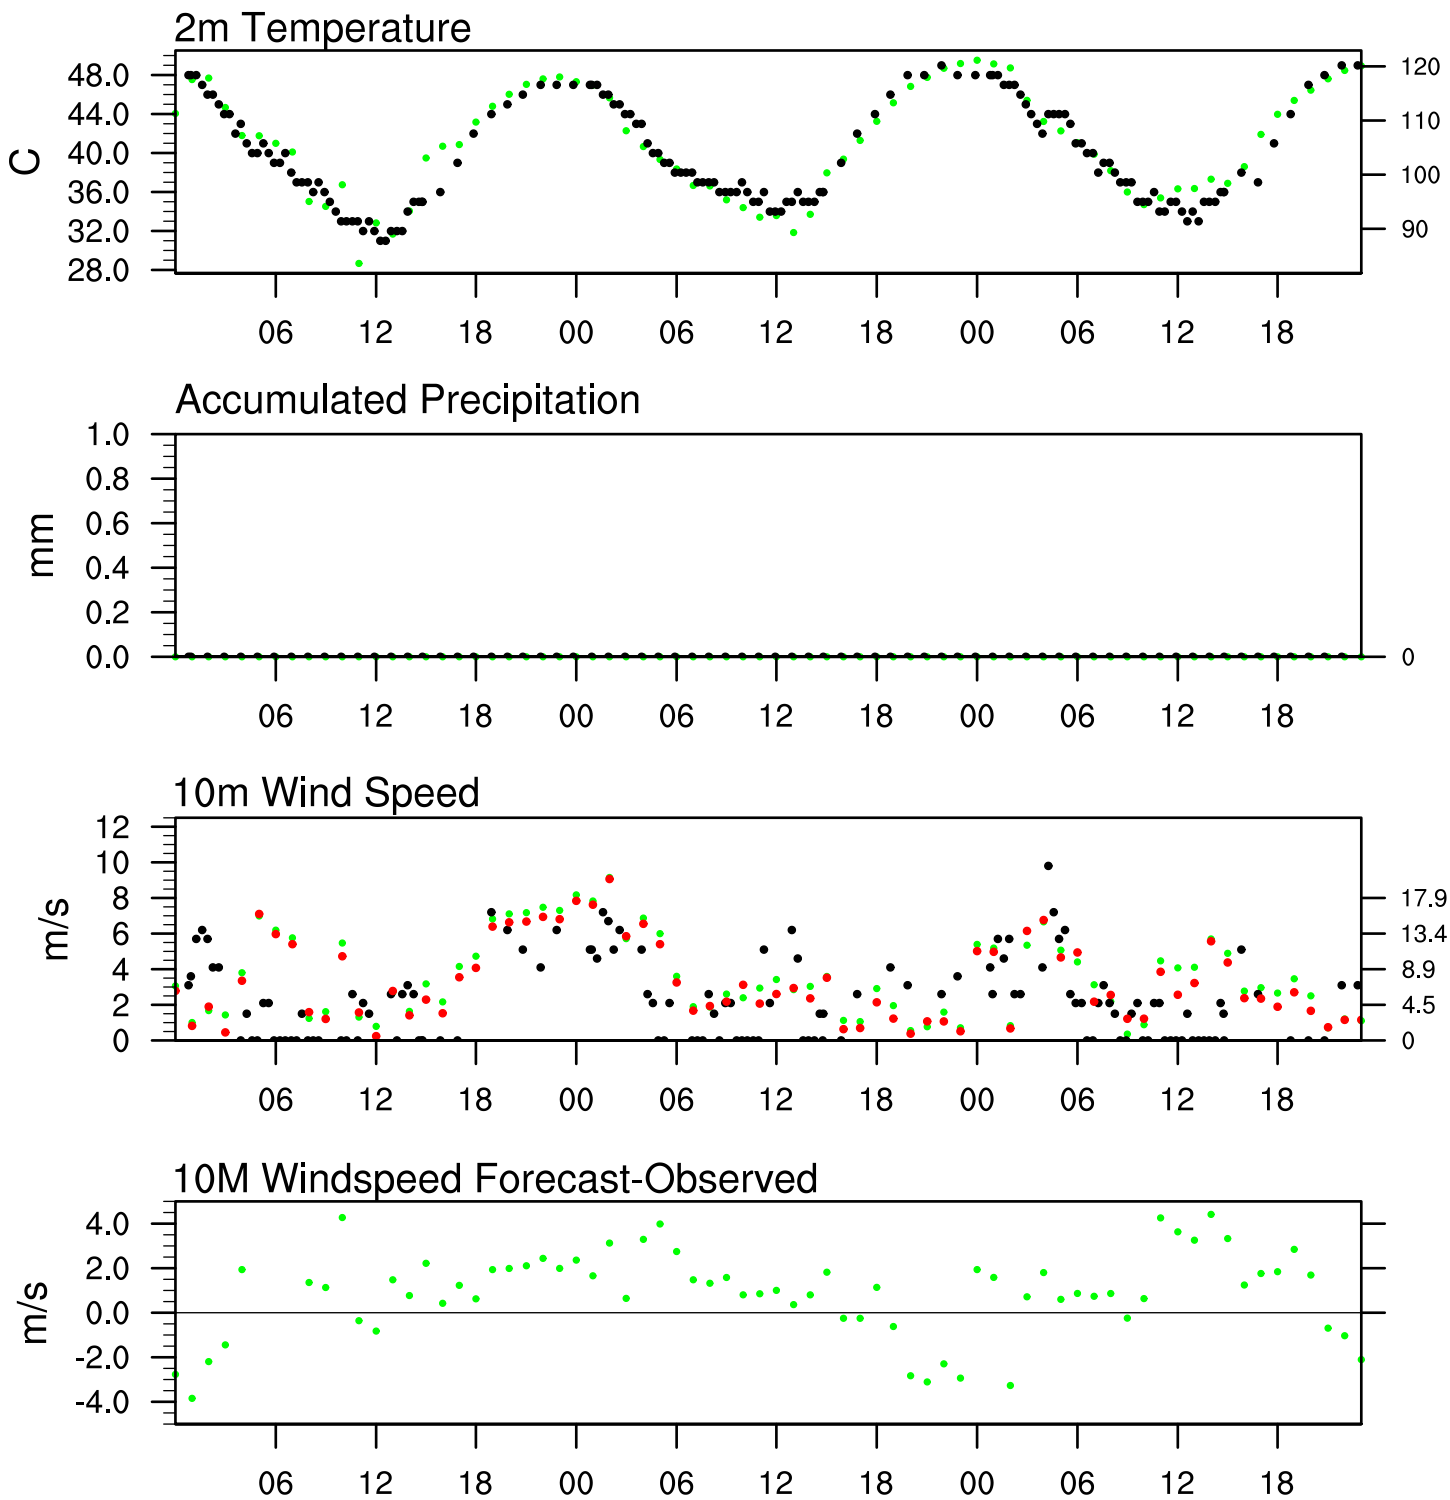 2m Temperature
48.0
44.0
40.0
36.0
32.0
28.0
C
120
110
100
90
06 12 18 00 06 12 18 00 06 12 18
Accumulated Precipitation
1.0
0.8
0.6
0.4
0.2
0.0
mm
0
06 12 18 00 06 12 18 00 06 12 18
10m Wind Speed
12
10
8
6
4
2
0
m/s
17.9
13.4
8.9
4.5
0
06 12 18 00 06 12 18 00 06 12 18
10M Windspeed Forecast-Observed
4.0
2.0
0.0
-2.0
-4.0
m/s
06 12 18 00 06 12 18 00 06 12 18